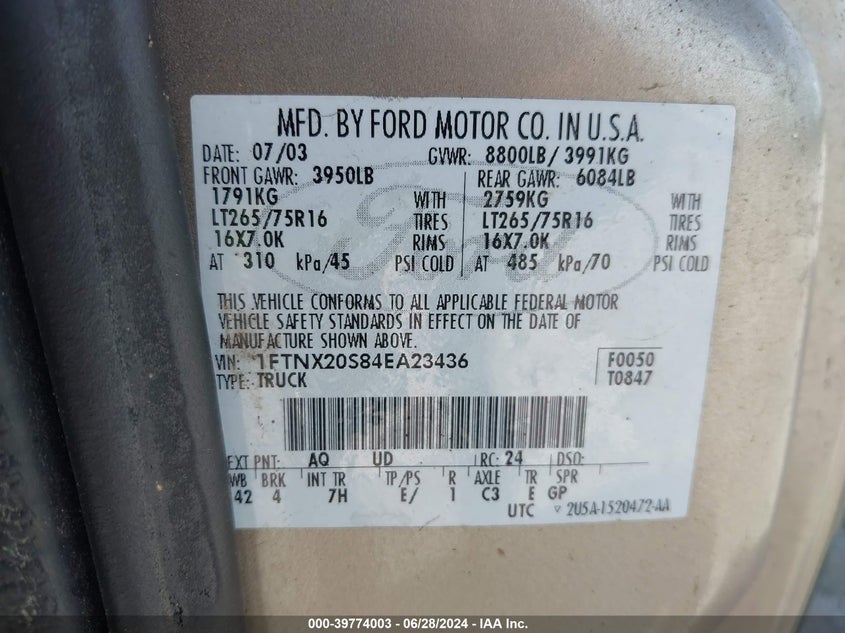 MFD. BY FORD MOTOR CO. IN U.S.A.
DATE: 07/03 GVWR: 8800LB/ 3991KG
FRONT GAWR: 3950LB REAR GAWR: 6084LB
1791KG WITH 2759KG WITH
LT265/75R16 TIRES LT265/75R16 TIRES
16X7.0K RIMS 16X7.0K RIMS
AT 310 kPa/45 PSI COLD AT 485 kPa/70 PSI COLD
Ford
THIS VEHICLE CONFORMS TO ALL APPLICABLE FEDERAL MOTOR
VEHICLE SAFETY STANDARDS IN EFFECT ON THE DATE OF
MANUFACTURE SHOWN ABOVE.
VIN: 1FTNX20S84EA23436 F0050
TYPE: TRUCK T0847
EXT PNT: AQ UD RC: 24 DSO:
WB BRK INT TR TP/PS R AXLE TR SPR
42 4 7H E/ 1 C3 E GP
UTC ▽ 2U5A-1520472-AA
000-39774003 - 06/28/2024 - IAA Inc.